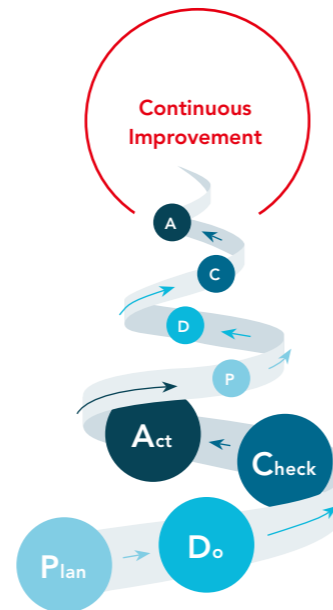 Continuous
Improvement
A
C
D
P
Act
Check
Do
Plan